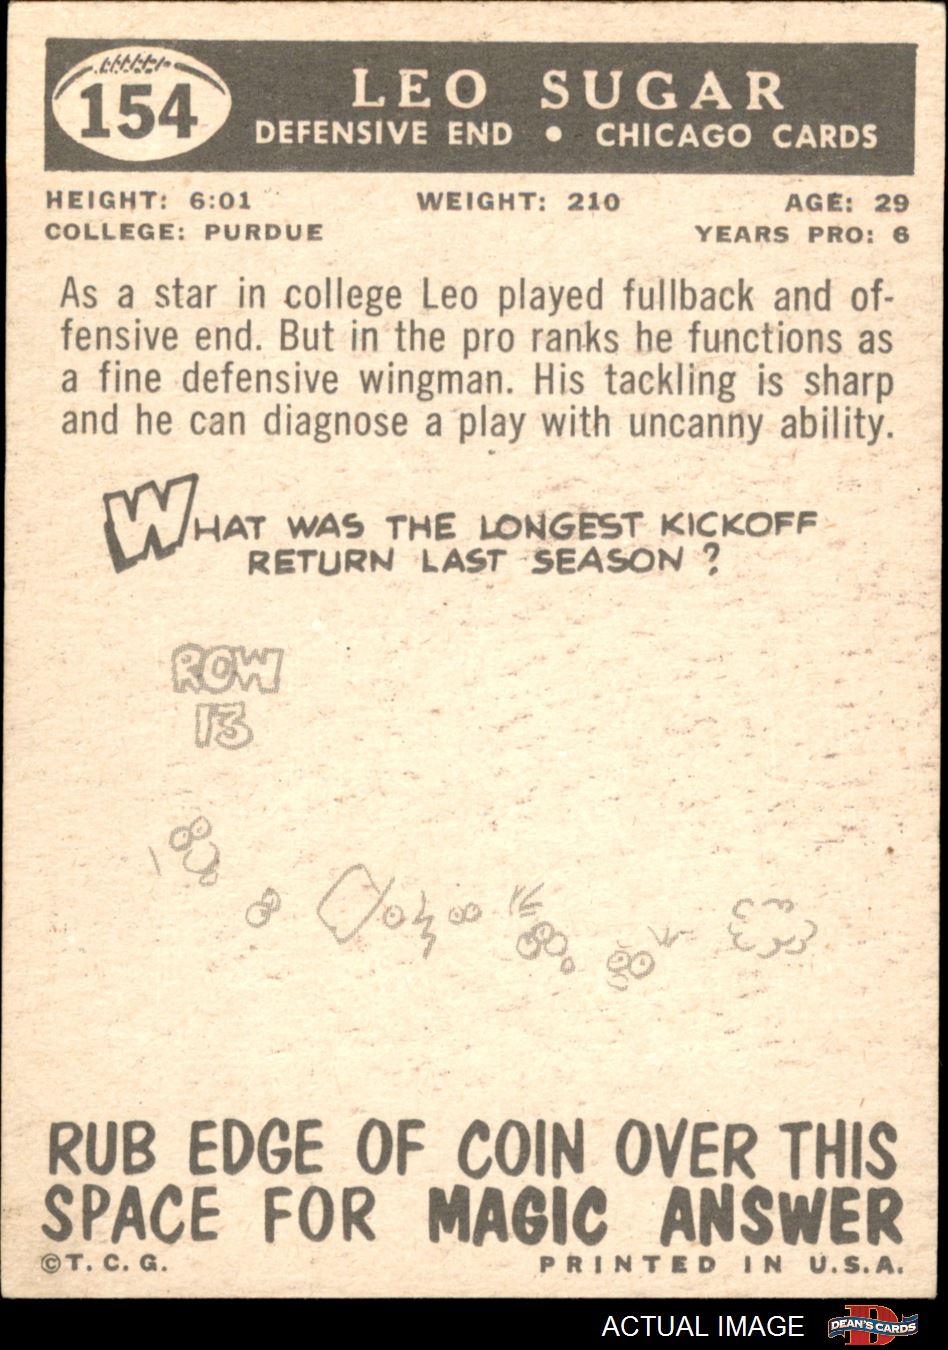 154
LEO SUGAR
DEFENSIVE END • CHICAGO CARDS
HEIGHT: 6:01 WEIGHT: 210 AGE: 29
COLLEGE: PURDUE YEARS PRO: 6
As a star in college Leo played fullback and of-
fensive end. But in the pro ranks he functions as
a fine defensive wingman. His tackling is sharp
and he can diagnose a play with uncanny ability.
WHAT WAS THE LONGEST KICKOFF
RETURN LAST SEASON?
ROW
13
RUB EDGE OF COIN OVER THIS
SPACE FOR MAGIC ANSWER
©T. C. G. PRINTED IN U.S.A.
ACTUAL IMAGE DEAN'S CARDS